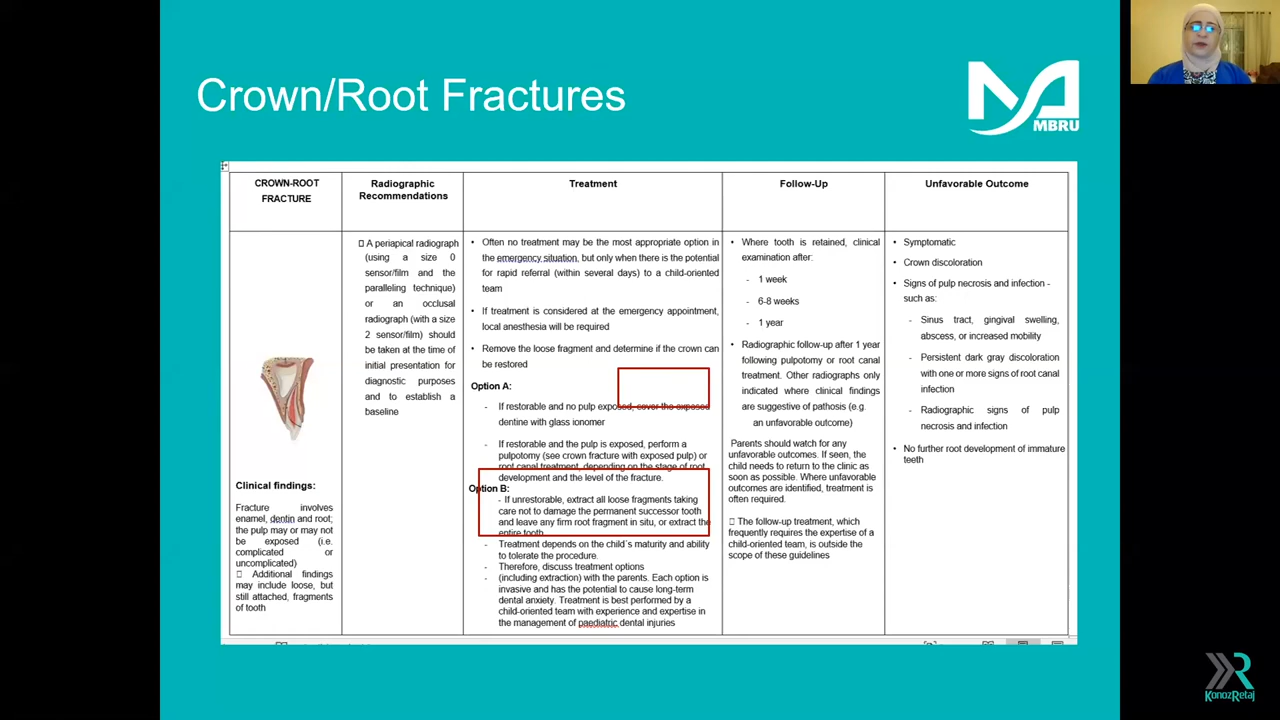 Crown/Root Fractures
MBRU
CROWN-ROOT
FRACTURE
Radiographic
Recommendations
Treatment
Follow-Up
Unfavorable Outcome
A periapical radiograph
(using a size 0
sensor/film and the
paralleling technique)
or an occlusal
radiograph (with a size
2 sensor/film) should
be taken at the time of
initial presentation for
diagnostic purposes
and to establish a
baseline
Clinical findings:
Fracture involves
enamel, dentin and root;
the pulp may or may not
be exposed (i.e.
complicated or
uncomplicated)
Additional findings
may include loose, but
still attached, fragments
of tooth
• Often no treatment may be the most appropriate option in
the emergency situation, but only when there is the potential
for rapid referral (within several days) to a child-oriented
team
• If treatment is considered at the emergency appointment,
local anesthesia will be required
• Remove the loose fragment and determine if the crown can
be restored
Option A:
- If restorable and no pulp exposed, cover the exposed
dentine with glass ionomer
- If restorable and the pulp is exposed, perform a
pulpotomy (see crown fracture with exposed pulp) or
root canal treatment, depending on the stage of root
development and the level of the fracture.
Option B:
- If unrestorable, extract all loose fragments taking
care not to damage the permanent successor tooth
and leave any firm root fragment in situ, or extract the
entire tooth
- Treatment depends on the child´s maturity and ability
to tolerate the procedure.
- Therefore, discuss treatment options
- (including extraction) with the parents. Each option is
invasive and has the potential to cause long-term
dental anxiety. Treatment is best performed by a
child-oriented team with experience and expertise in
the management of paediatric dental injuries
• Where tooth is retained, clinical
examination after:
- 1 week
- 6-8 weeks
- 1 year
• Radiographic follow-up after 1 year
following pulpotomy or root canal
treatment. Other radiographs only
indicated where clinical findings
are suggestive of pathosis (e.g.
an unfavorable outcome)
Parents should watch for any
unfavorable outcomes. If seen, the
child needs to return to the clinic as
soon as possible. Where unfavorable
outcomes are identified, treatment is
often required.
The follow-up treatment, which
frequently requires the expertise of a
child-oriented team, is outside the
scope of these guidelines
• Symptomatic
• Crown discoloration
• Signs of pulp necrosis and infection -
such as:
- Sinus tract, gingival swelling,
abscess, or increased mobility
- Persistent dark gray discoloration
with one or more signs of root canal
infection
- Radiographic signs of pulp
necrosis and infection
• No further root development of immature
teeth
KonozRetaj